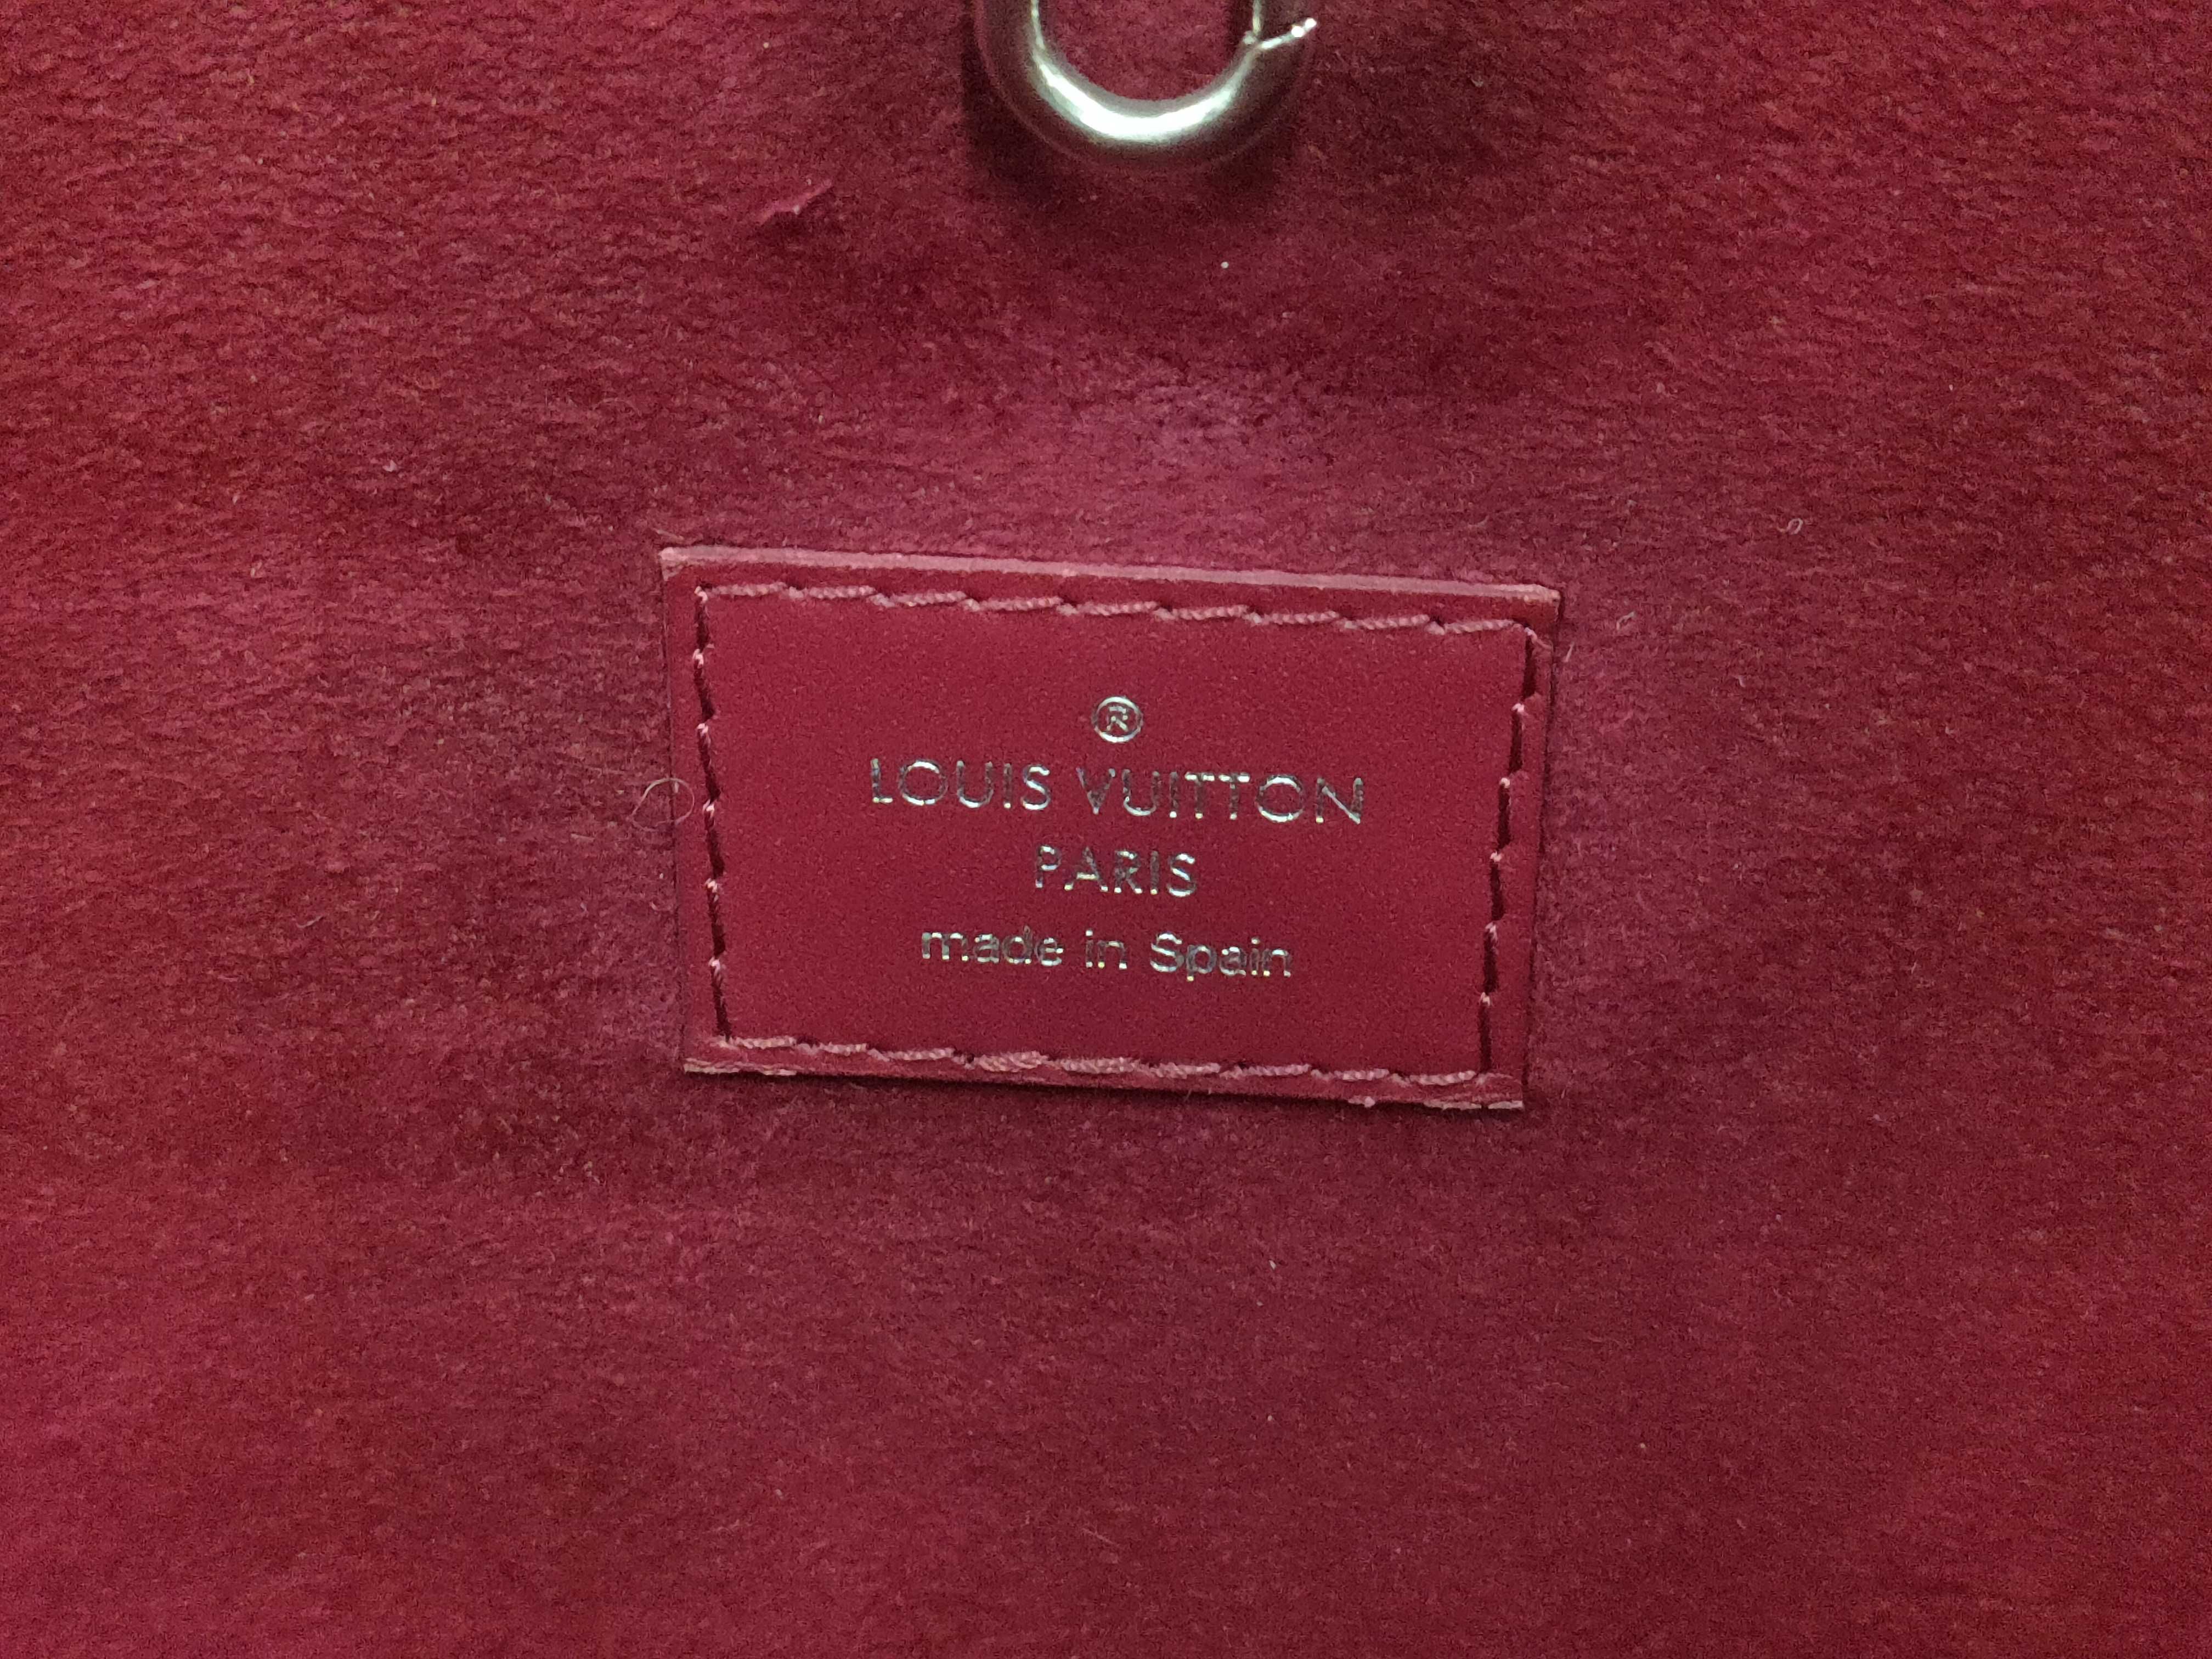 ®
LOUIS VUITTON
PARIS
made in Spain